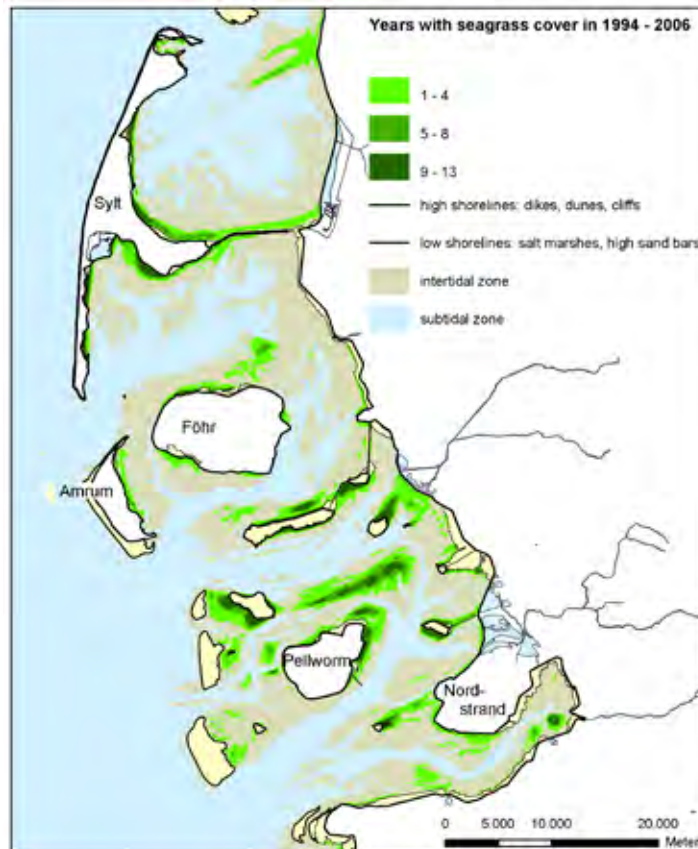 Years with seagrass cover in 1994 - 2006
1 - 4
5 - 8
9 - 13
high shorelines: dikes, dunes, cliffs
low shorelines: salt marshes, high sand bars
intertidal zone
subtidal zone
Sylt
Föhr
Amrum
Pellworm
Nord-
strand
0 5.000 10.000 20.000
Meter